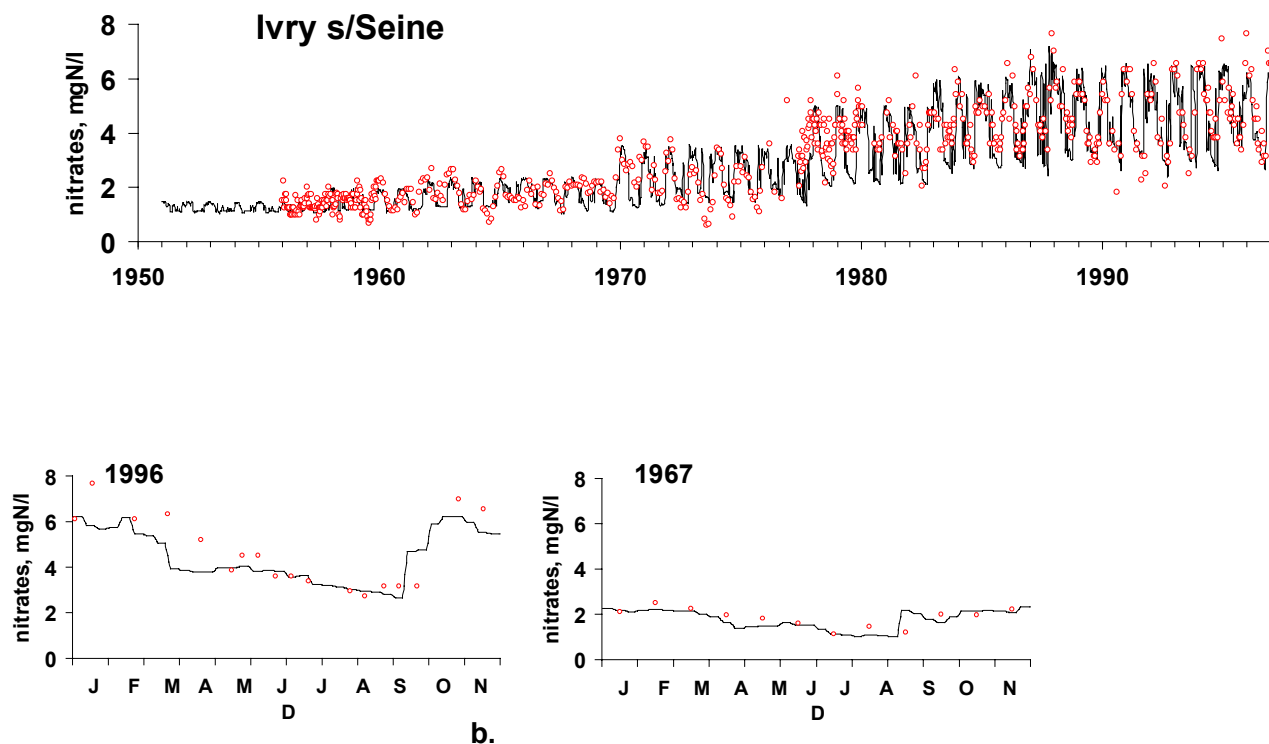 Ivry s/Seine
nitrates, mgN/l
8
6
4
2
0
1950 1960 1970 1980 1990
1996
nitrates, mgN/l
8
6
4
2
0
J F M A M J J A S O N
D
1967
nitrates, mgN/l
8
6
4
2
0
J F M A M J J A S O N
D
b.